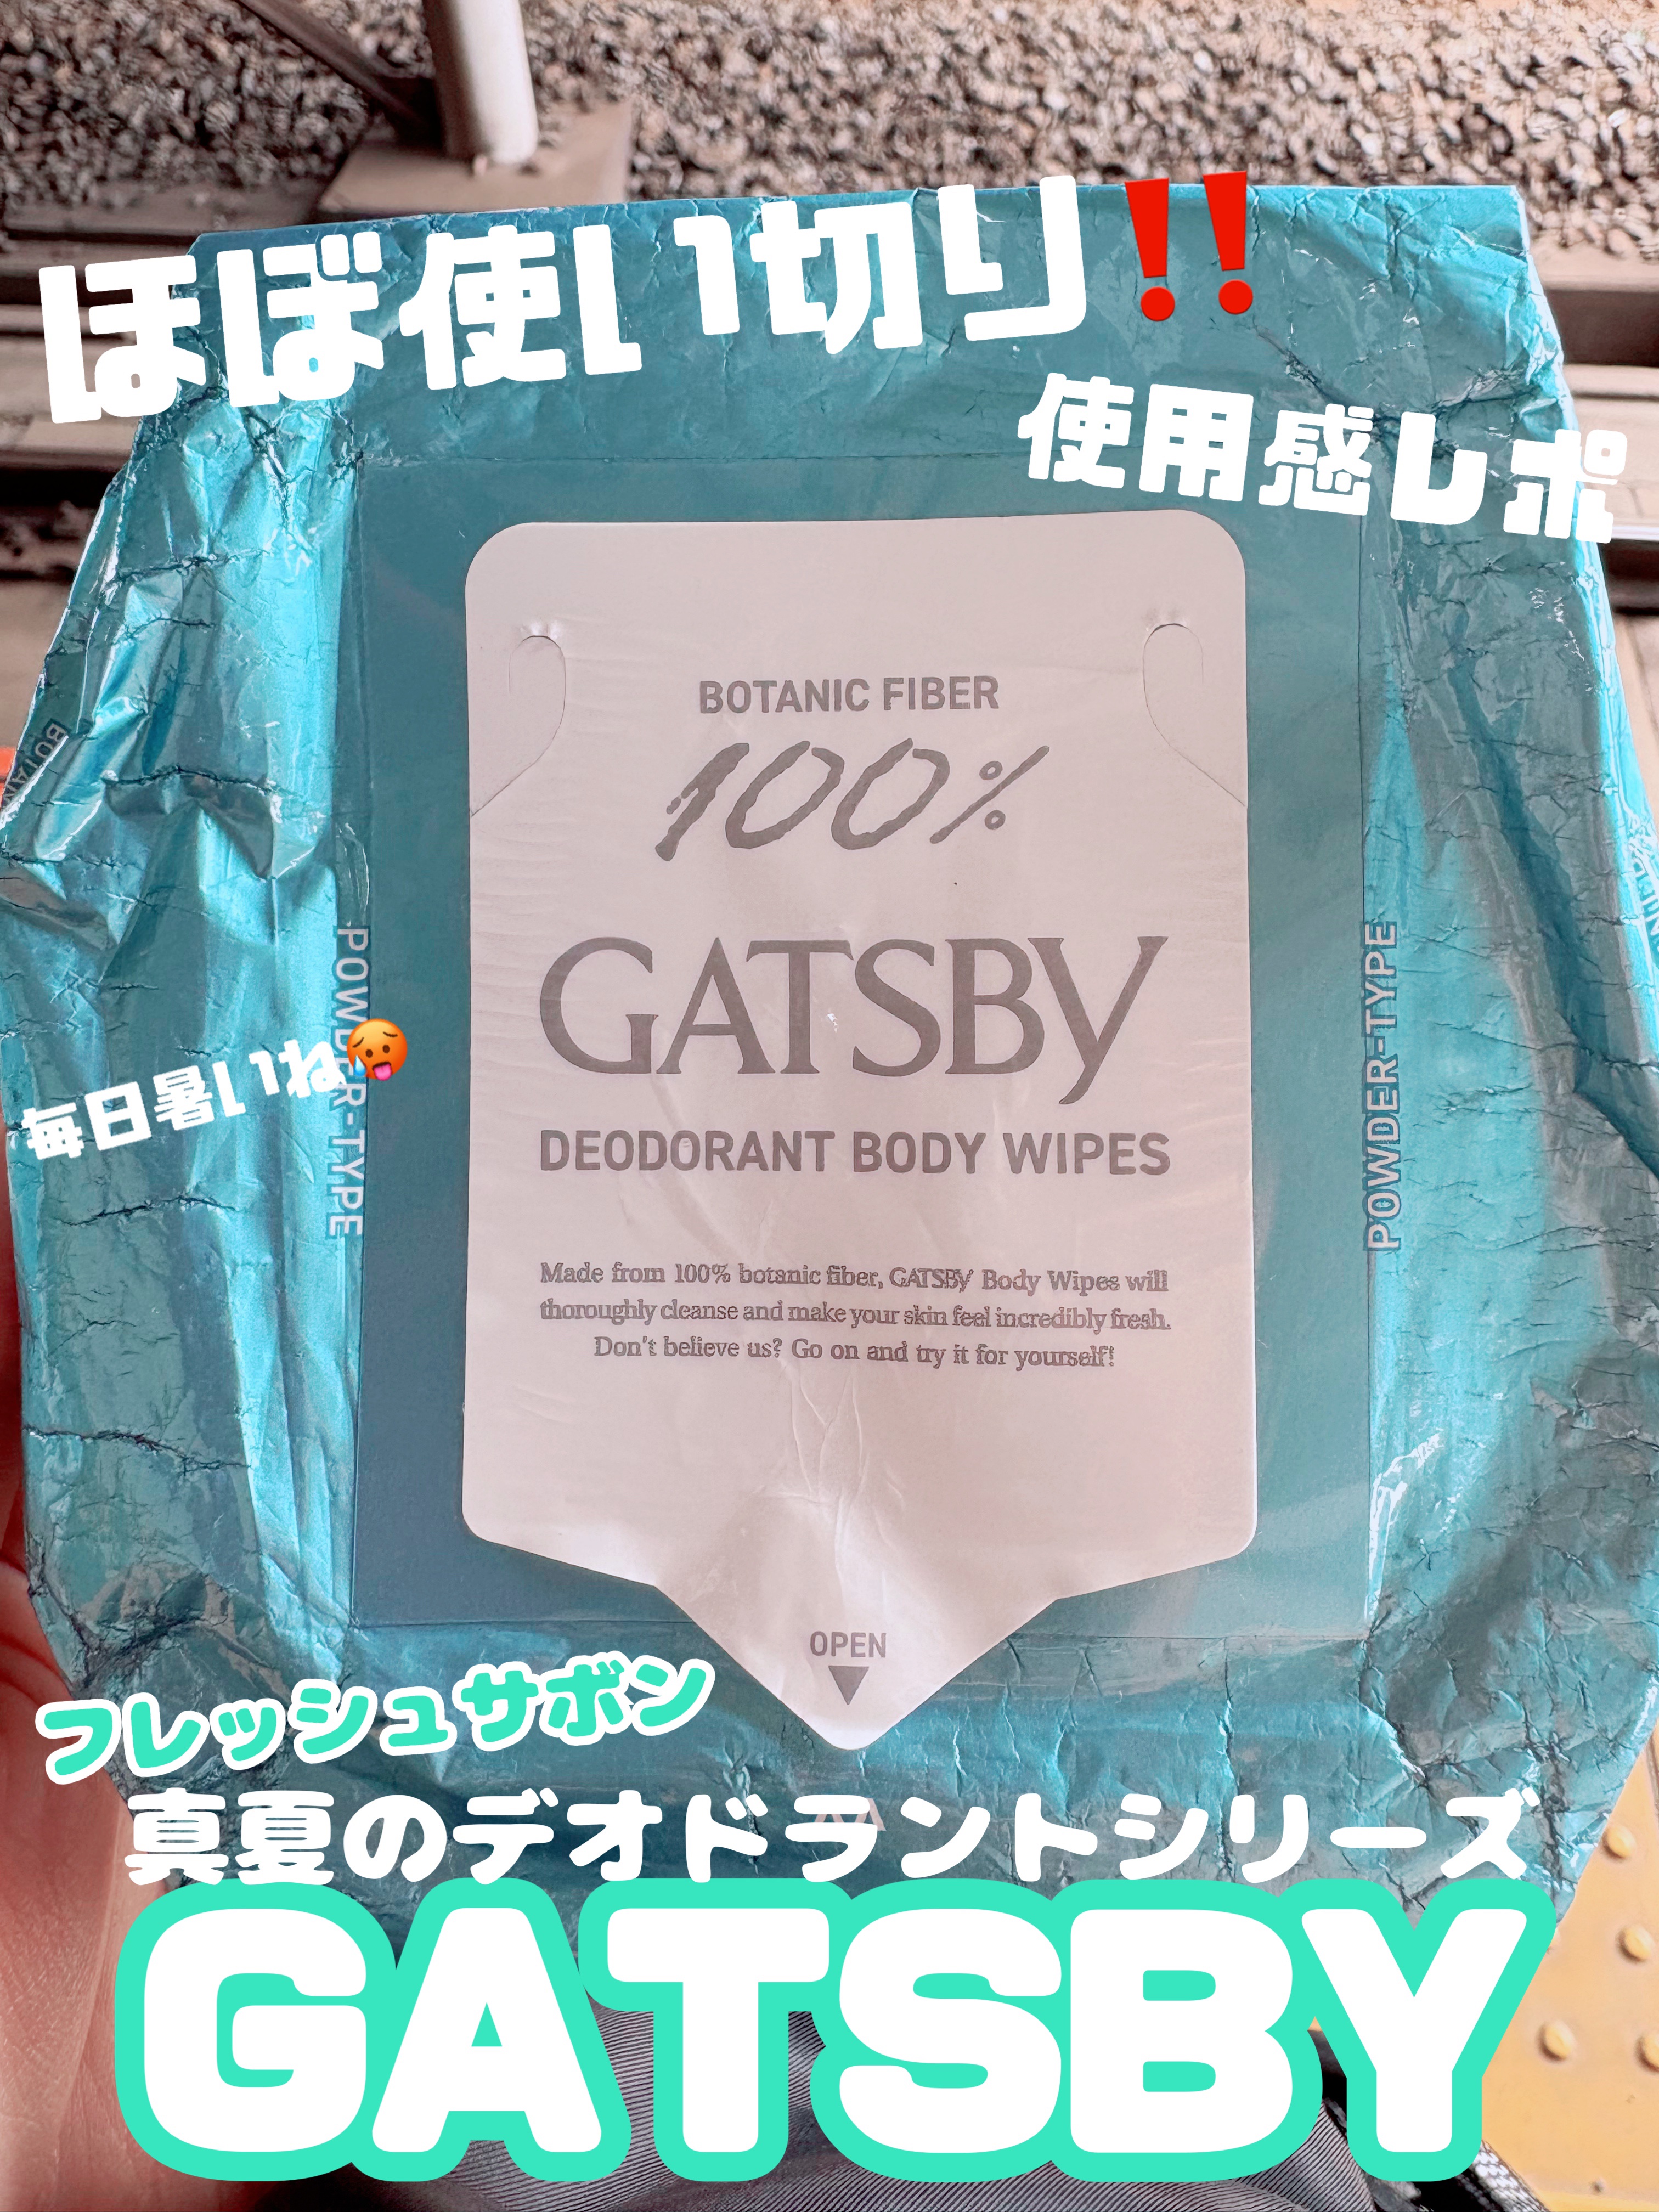 ほぼ使い切り‼️
使用感レポ
BOTANIC FIBER
100%
GATSBY
DEODORANT BODY WIPES
Made from 100% botanic fiber, GATSBY Body Wipes will
thoroughly cleanse and make your skin feel incredibly fresh.
Don't believe us? Go on and try it for yourself!
POWDER-TYPE
POWDER-TYPE
毎日暑いね🥵
OPEN
フレッシュサボン
真夏のデオドラントシリーズ
GATSBY